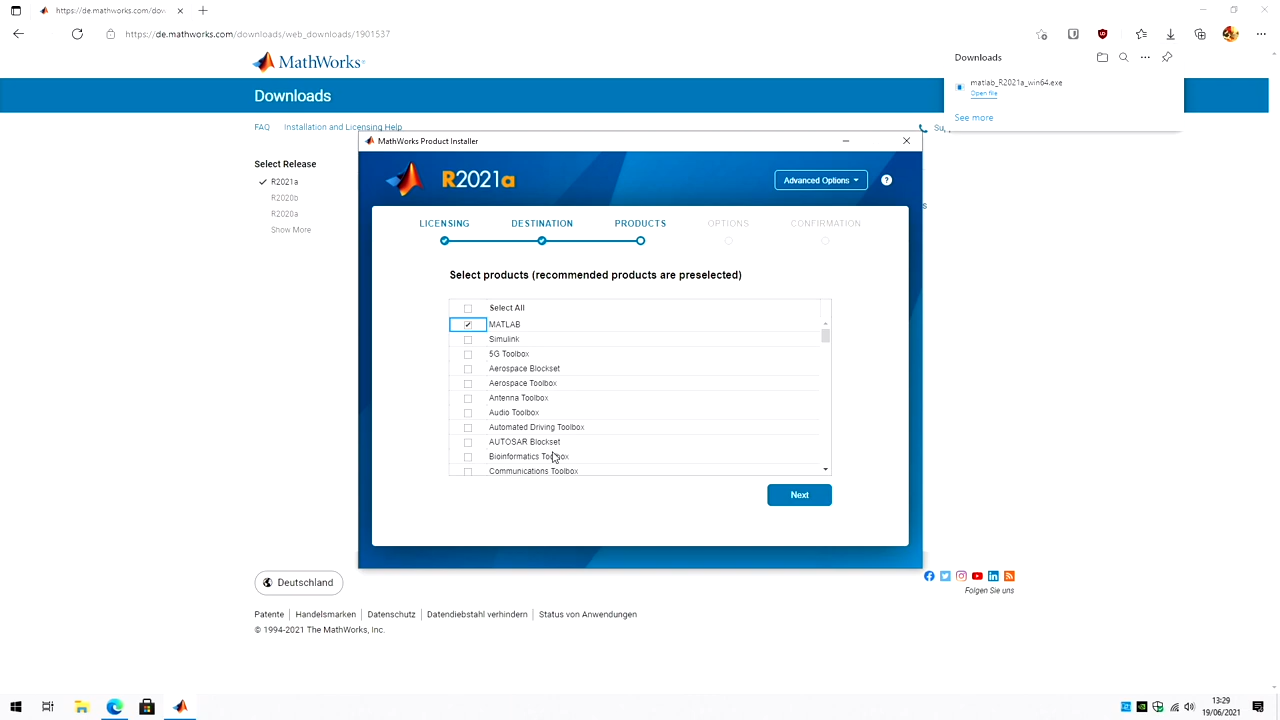 https://de.mathworks.com/dow
https://de.mathworks.com/downloads/web_downloads/1901537
MathWorks®
Downloads
matlab_R2021a_win64.exe
Open file
See more
Downloads
FAQ
Installation and Licensing Help
Select Release
R2021a
R2020b
R2020a
Show More
MathWorks Product Installer
R2021a
Advanced Options
?
LICENSING
DESTINATION
PRODUCTS
OPTIONS
CONFIRMATION
Select products (recommended products are preselected)
Select All
MATLAB
Simulink
5G Toolbox
Aerospace Blockset
Aerospace Toolbox
Antenna Toolbox
Audio Toolbox
Automated Driving Toolbox
AUTOSAR Blockset
Bioinformatics Toolbox
Communications Toolbox
Next
Deutschland
Folgen Sie uns
Patente
Handelsmarken
Datenschutz
Datendiebstahl verhindern
Status von Anwendungen
© 1994-2021 The MathWorks, Inc.
13:29
19/06/2021